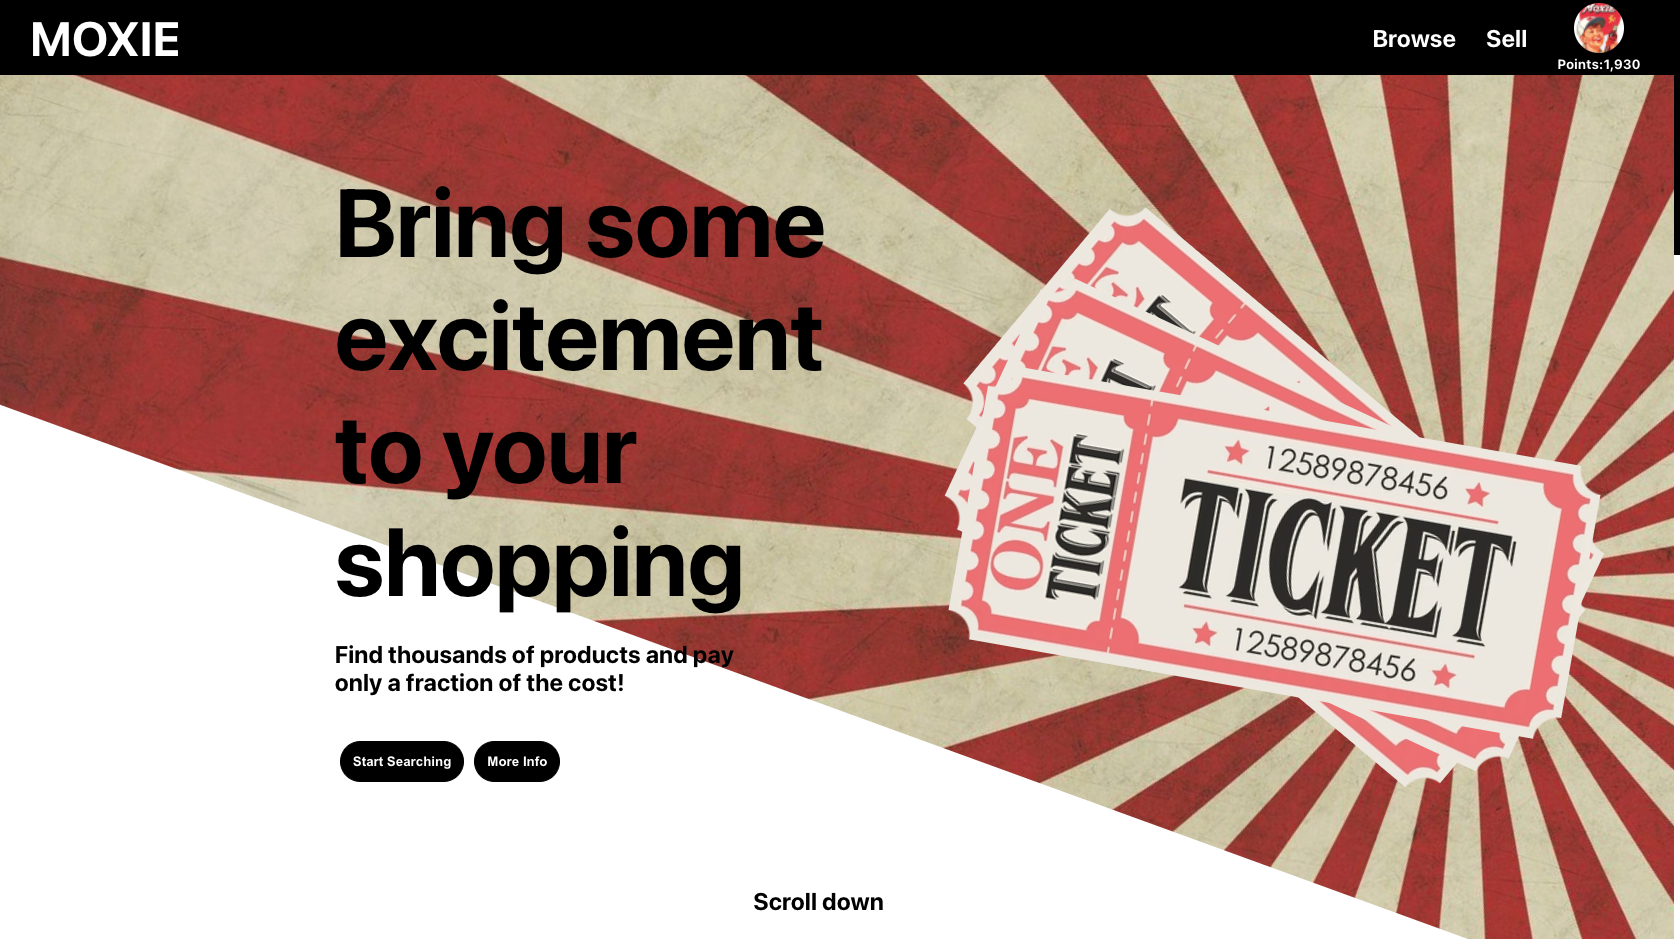 MOXIE
Browse
Sell
Points:1,930
Bring some
excitement
to your
shopping
Find thousands of products and pay
only a fraction of the cost!
Start Searching
More Info
ONE
TICKET
12589878456
TICKET
12589878456
Scroll down